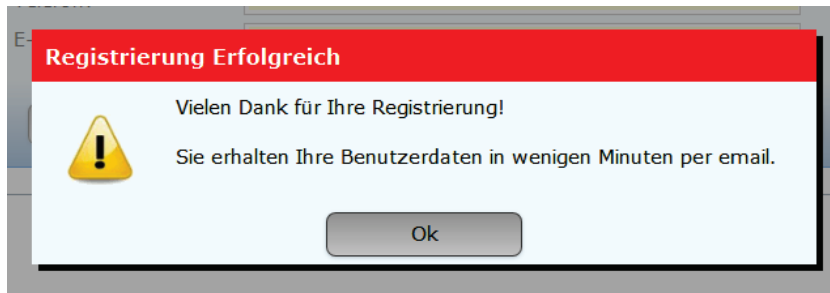 E-
Registrierung Erfolgreich
Vielen Dank für Ihre Registrierung!
Sie erhalten Ihre Benutzerdaten in wenigen Minuten per email.
Ok